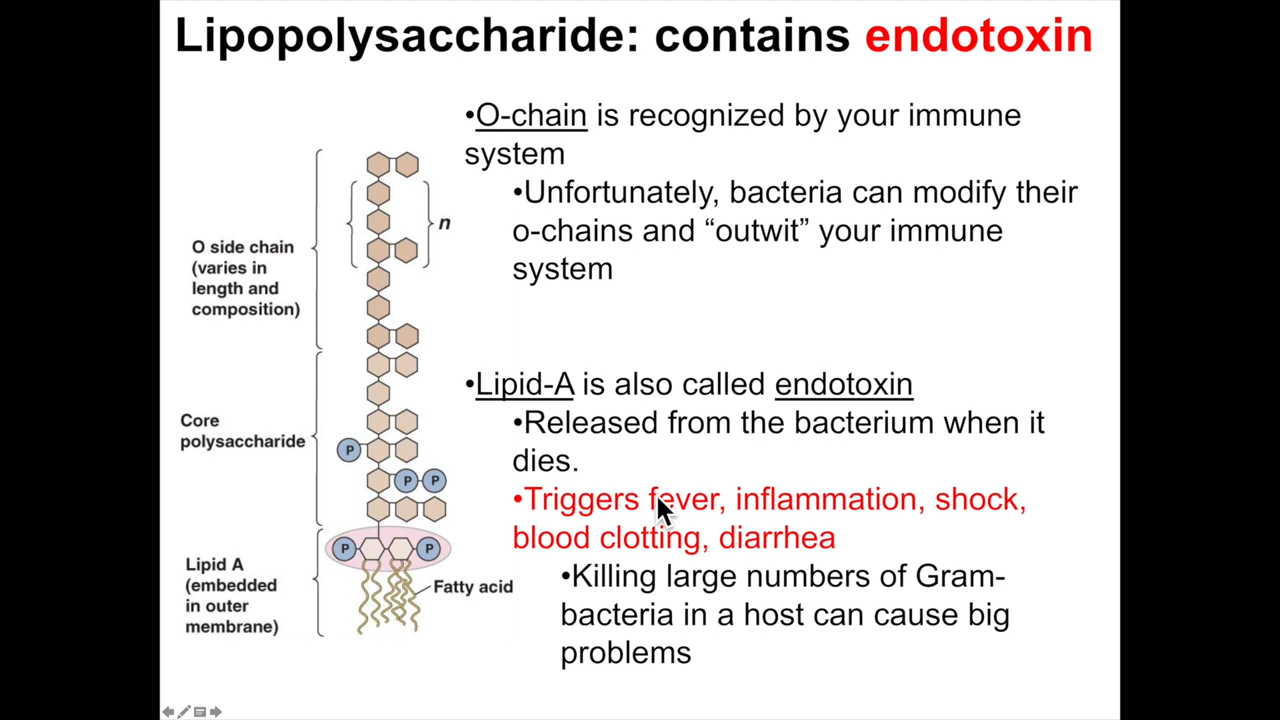 Lipopolysaccharide: contains endotoxin
•O-chain is recognized by your immune
system
•Unfortunately, bacteria can modify their
o-chains and “outwit” your immune
system
•Lipid-A is also called endotoxin
•Released from the bacterium when it
dies.
•Triggers fever, inflammation, shock,
blood clotting, diarrhea
•Killing large numbers of Gram-
bacteria in a host can cause big
problems
O side chain
(varies in
length and
composition)
n
Core
polysaccharide
P
P P
P P
Lipid A
(embedded
in outer
membrane)
Fatty acid